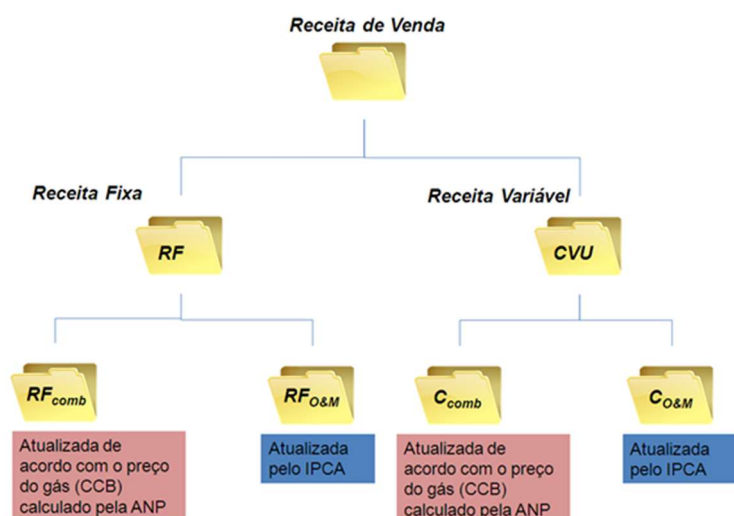 Receita de Venda
Receita Fixa
Receita Variável
RF
CVU
RFcomb
RFO&M
Ccomb
CO&M
Atualizada de
acordo com o preço
do gás (CCB)
calculado pela ANP
Atualizada
pelo IPCA
Atualizada de
acordo com o preço
do gás (CCB)
calculado pela ANP
Atualizada
pelo IPCA